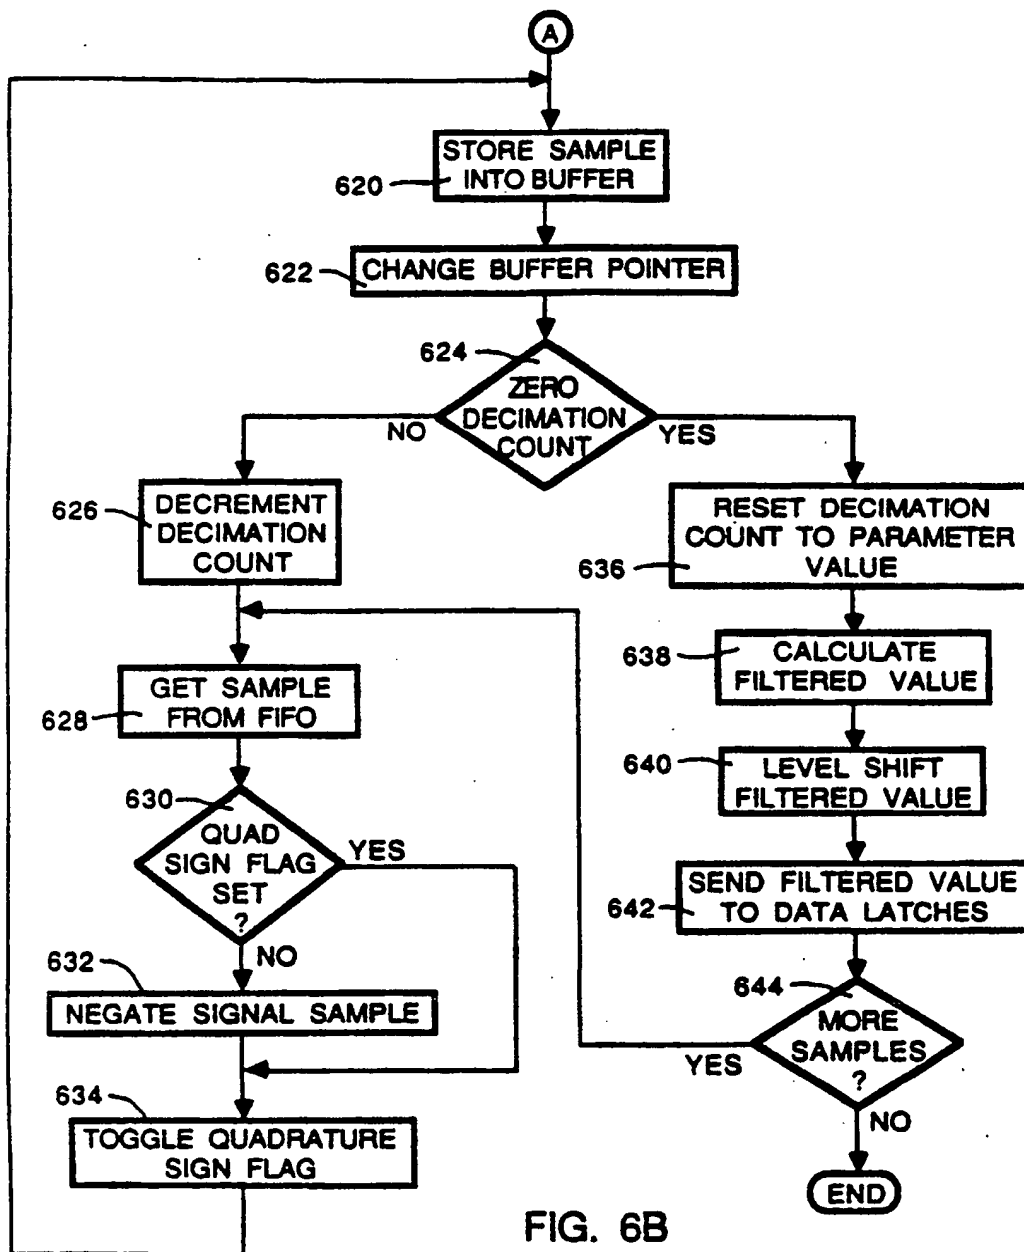 A
STORE SAMPLE
INTO BUFFER
620
CHANGE BUFFER POINTER
622
624
ZERO
DECIMATION
COUNT
NO
YES
626
DECREMENT
DECIMATION
COUNT
RESET DECIMATION
COUNT TO PARAMETER
VALUE
636
638
CALCULATE
FILTERED VALUE
628
GET SAMPLE
FROM FIFO
640
LEVEL SHIFT
FILTERED VALUE
630
QUAD
SIGN FLAG
SET
?
YES
NO
642
SEND FILTERED VALUE
TO DATA LATCHES
632
NEGATE SIGNAL SAMPLE
644
MORE
SAMPLES
?
YES
NO
634
TOGGLE QUADRATURE
SIGN FLAG
END
FIG. 6B